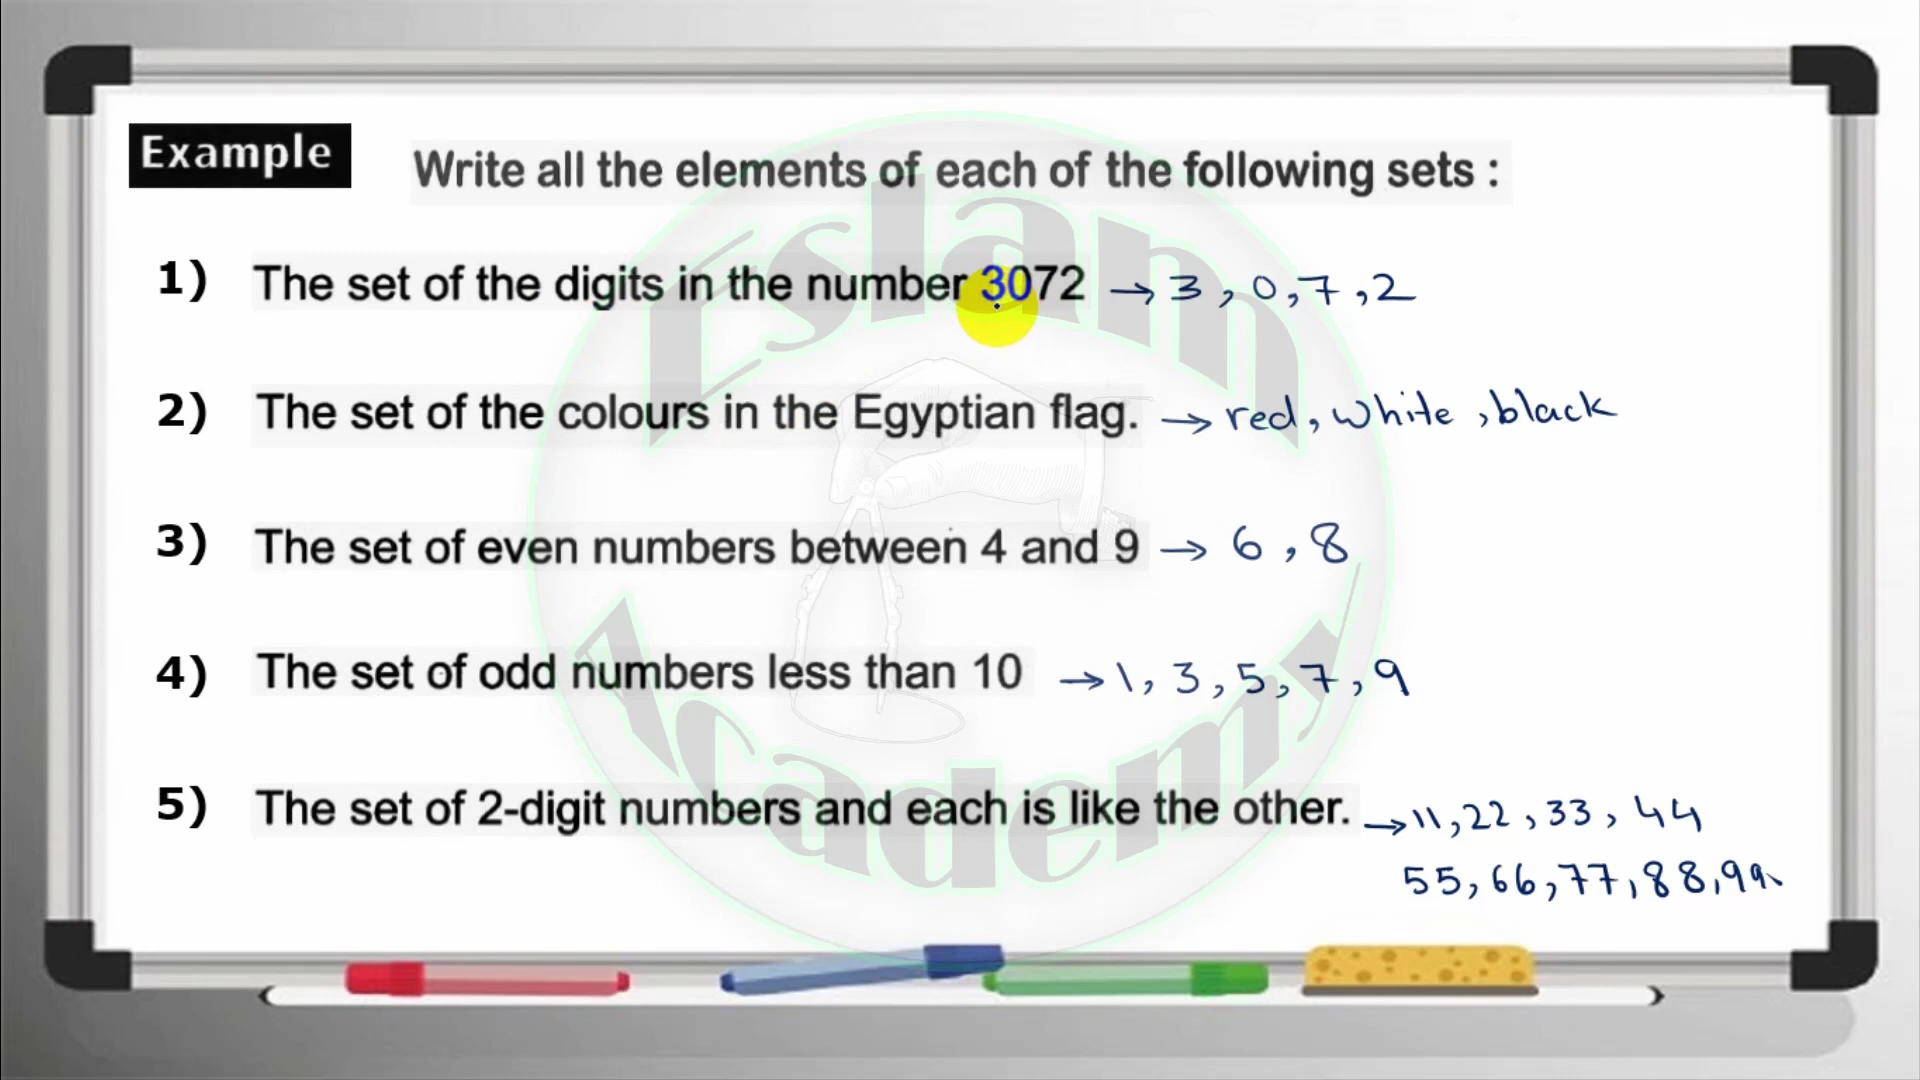 Example Write all the elements of each of the following sets :
1) The set of the digits in the number 3072 → 3 , 0 , 7 , 2
2) The set of the colours in the Egyptian flag. → red, white , black
3) The set of even numbers between 4 and 9 → 6 , 8
4) The set of odd numbers less than 10 → 1, 3 , 5 , 7 , 9
5) The set of 2-digit numbers and each is like the other. → 11, 22 , 33 , 44
55, 66, 77, 88, 99
Eslam
Academy